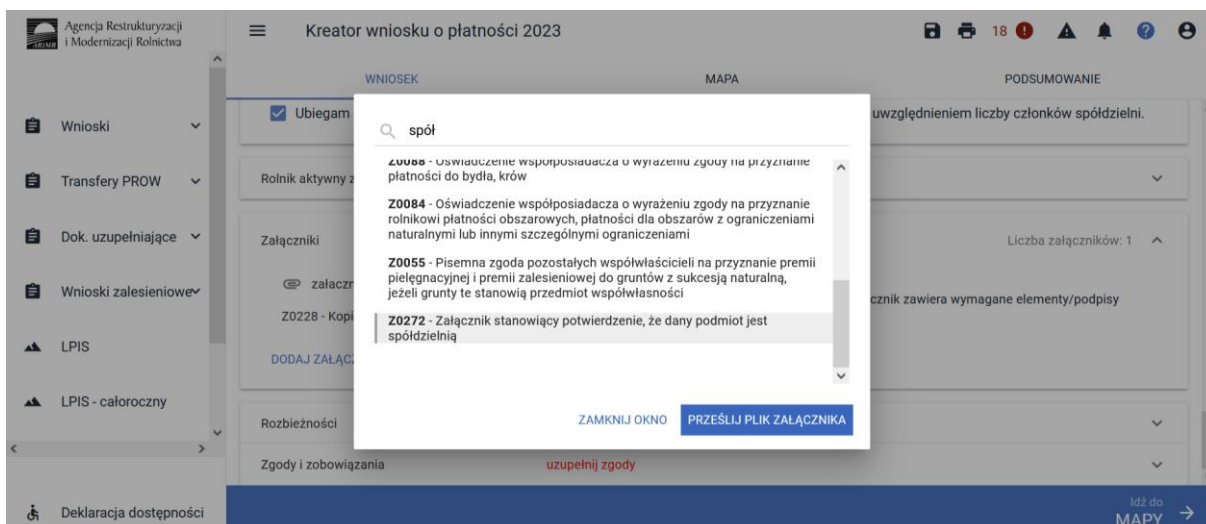 Agencja Restrukturyzacji
i Modernizacji Rolnictwa
ARiMR
Kreator wniosku o płatności 2023
18
WNIOSEK
MAPA
PODSUMOWANIE
Wnioski
Transfery PROW
Dok. uzupełniające
Wnioski zalesieniowe
LPIS
LPIS - całoroczny
Deklaracja dostępności
Ubiegam
uwzględnieniem liczby członków spółdzielni.
Rolnik aktywny z
Załączniki
Liczba załączników: 1
załącz
cznik zawiera wymagane elementy/podpisy
Z0228 - Kopi
DODAJ ZAŁĄC
Rozbieżności
Zgody i zobowiązania
uzupełnij zgody
Idź do
MAPY
spół
Z0088 - Oświadczenie współposiadacza o wyrażeniu zgody na przyznanie
płatności do bydła, krów
Z0084 - Oświadczenie współposiadacza o wyrażeniu zgody na przyznanie
rolnikowi płatności obszarowych, płatności dla obszarów z ograniczeniami
naturalnymi lub innymi szczególnymi ograniczeniami
Z0055 - Pisemna zgoda pozostałych współwłaścicieli na przyznanie premii
pielęgnacyjnej i premii zalesieniowej do gruntów z sukcesją naturalną,
jeżeli grunty te stanowią przedmiot współwłasności
Z0272 - Załącznik stanowiący potwierdzenie, że dany podmiot jest
spółdzielnią
ZAMKNIJ OKNO
PRZEŚLIJ PLIK ZAŁĄCZNIKA